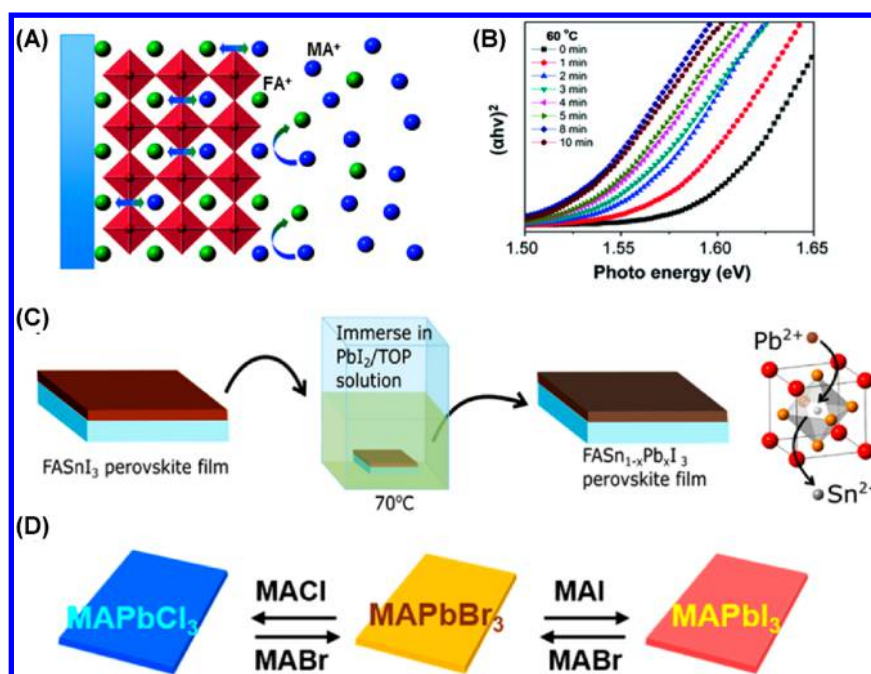 (A)
MA⁺
FA⁺
(B)
60 °C
0 min
1 min
2 min
3 min
4 min
5 min
8 min
10 min
(αhν)²
1.50 1.55 1.60 1.65
Photo energy (eV)
(C)
FASnI₃ perovskite film
Immerse in
PbI₂/TOP
solution
70°C
FASn₁₋ₓPbₓI₃
perovskite film
Pb²⁺
Sn²⁺
(D)
MAPbCl₃
MACl
MABr
MAPbBr₃
MAI
MABr
MAPbI₃